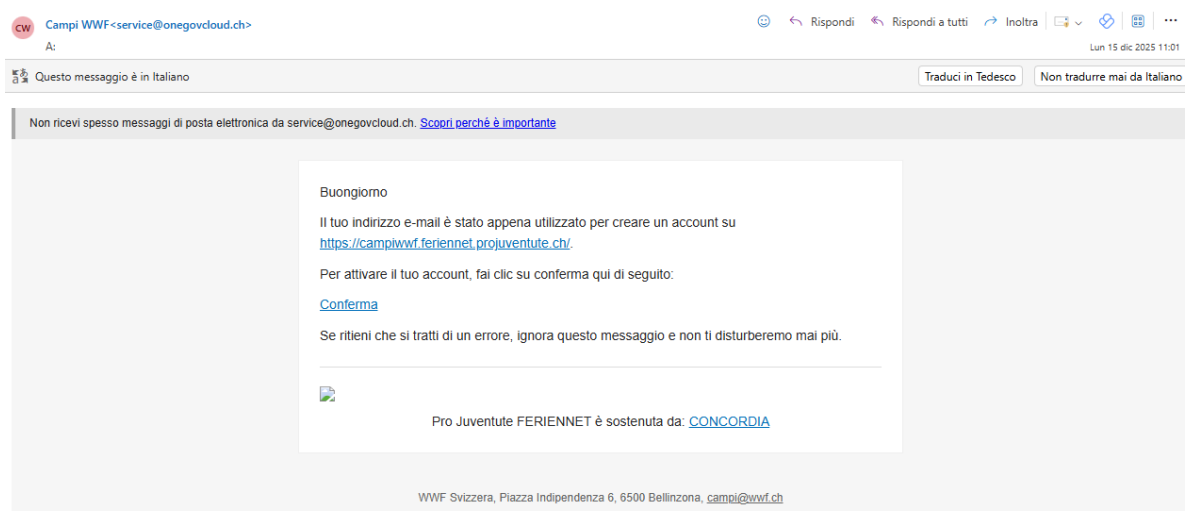 CW
Campi WWF<service@onegovcloud.ch>
Rispondi
Rispondi a tutti
Inoltra
A:
Lun 15 dic 2025 11:01
Questo messaggio è in Italiano
Traduci in Tedesco
Non tradurre mai da Italiano
Non ricevi spesso messaggi di posta elettronica da service@onegovcloud.ch. Scopri perché è importante
Buongiorno
Il tuo indirizzo e-mail è stato appena utilizzato per creare un account su
https://campiwwf.feriennet.projuventute.ch/.
Per attivare il tuo account, fai clic su conferma qui di seguito:
Conferma
Se ritieni che si tratti di un errore, ignora questo messaggio e non ti disturberemo mai più.
Pro Juventute FERIENNET è sostenuta da: CONCORDIA
WWF Svizzera, Piazza Indipendenza 6, 6500 Bellinzona, campi@wwf.ch